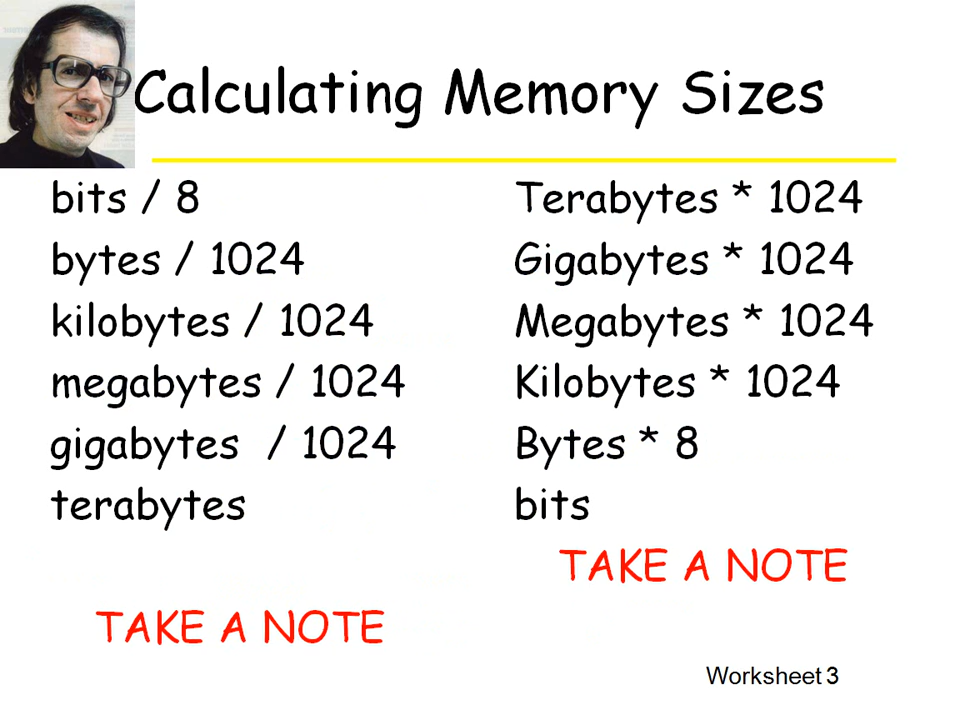 Calculating Memory Sizes
bits / 8
bytes / 1024
kilobytes / 1024
megabytes / 1024
gigabytes / 1024
terabytes
TAKE A NOTE
Terabytes * 1024
Gigabytes * 1024
Megabytes * 1024
Kilobytes * 1024
Bytes * 8
bits
TAKE A NOTE
Worksheet 3